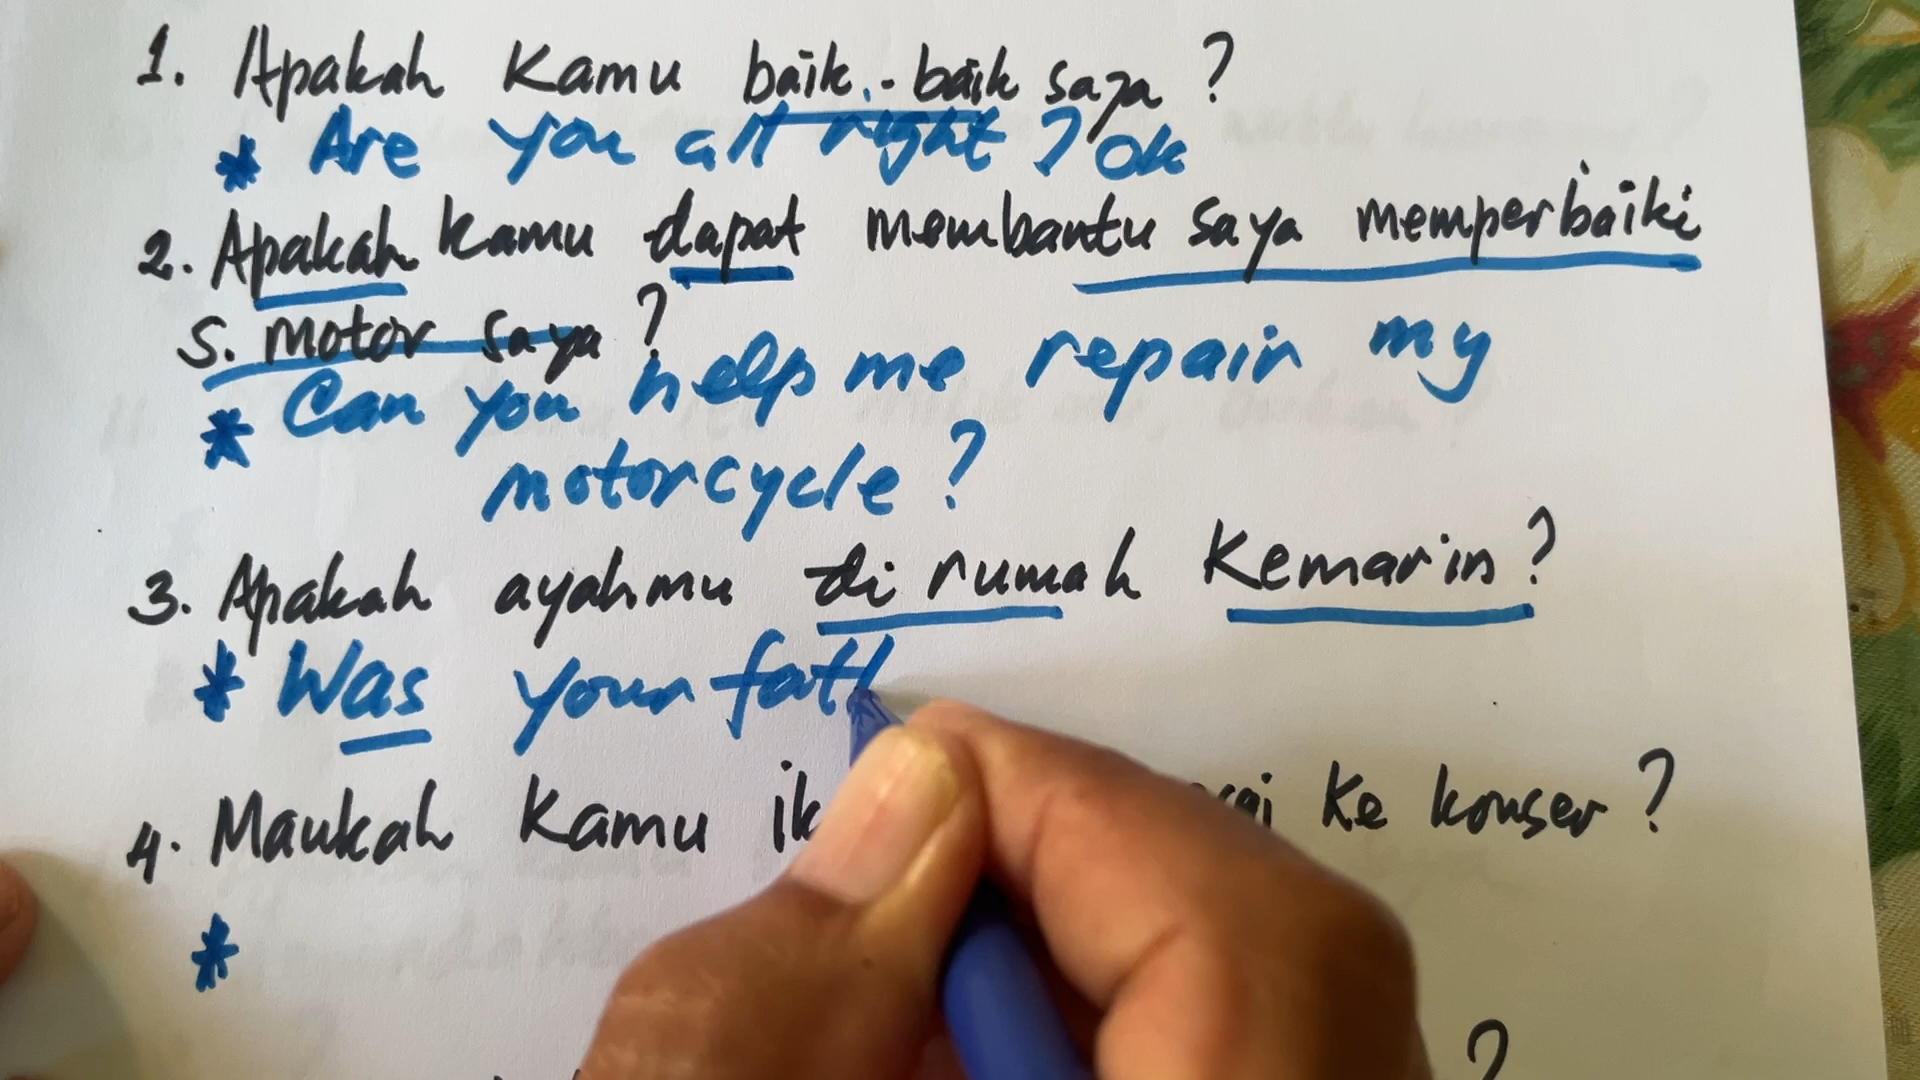 1. Apakah Kamu baik-baik saya ?
* Are you all right ? Ok
2. Apakah kamu dapat membantu saya memperbaiki
S. Motor saya ?
* Can you help me repair my
motorcycle ?
3. Apakah ayahmu di rumah Kemarin ?
* Was your fath
4. Maukah Kamu ik ke konser ?
*
?